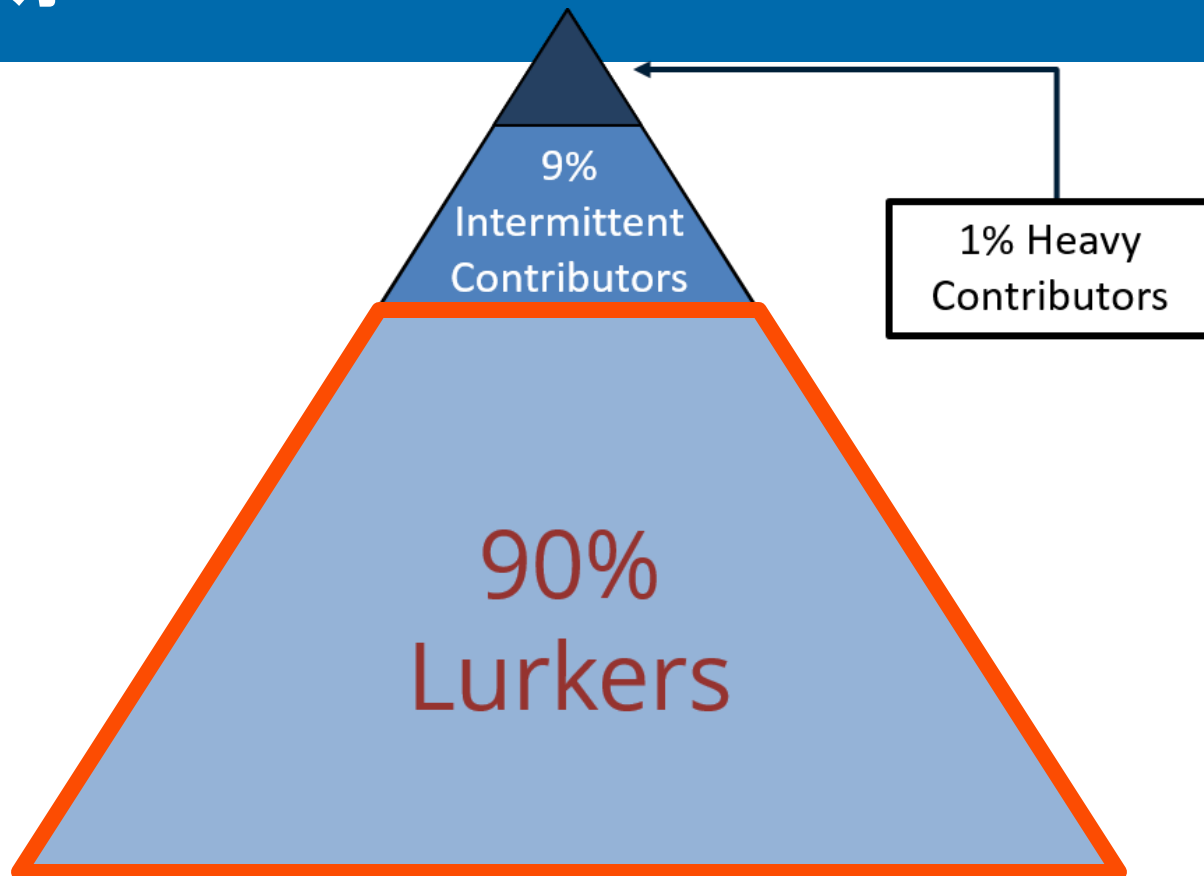 9%
Intermittent
Contributors
1% Heavy
Contributors
90%
Lurkers